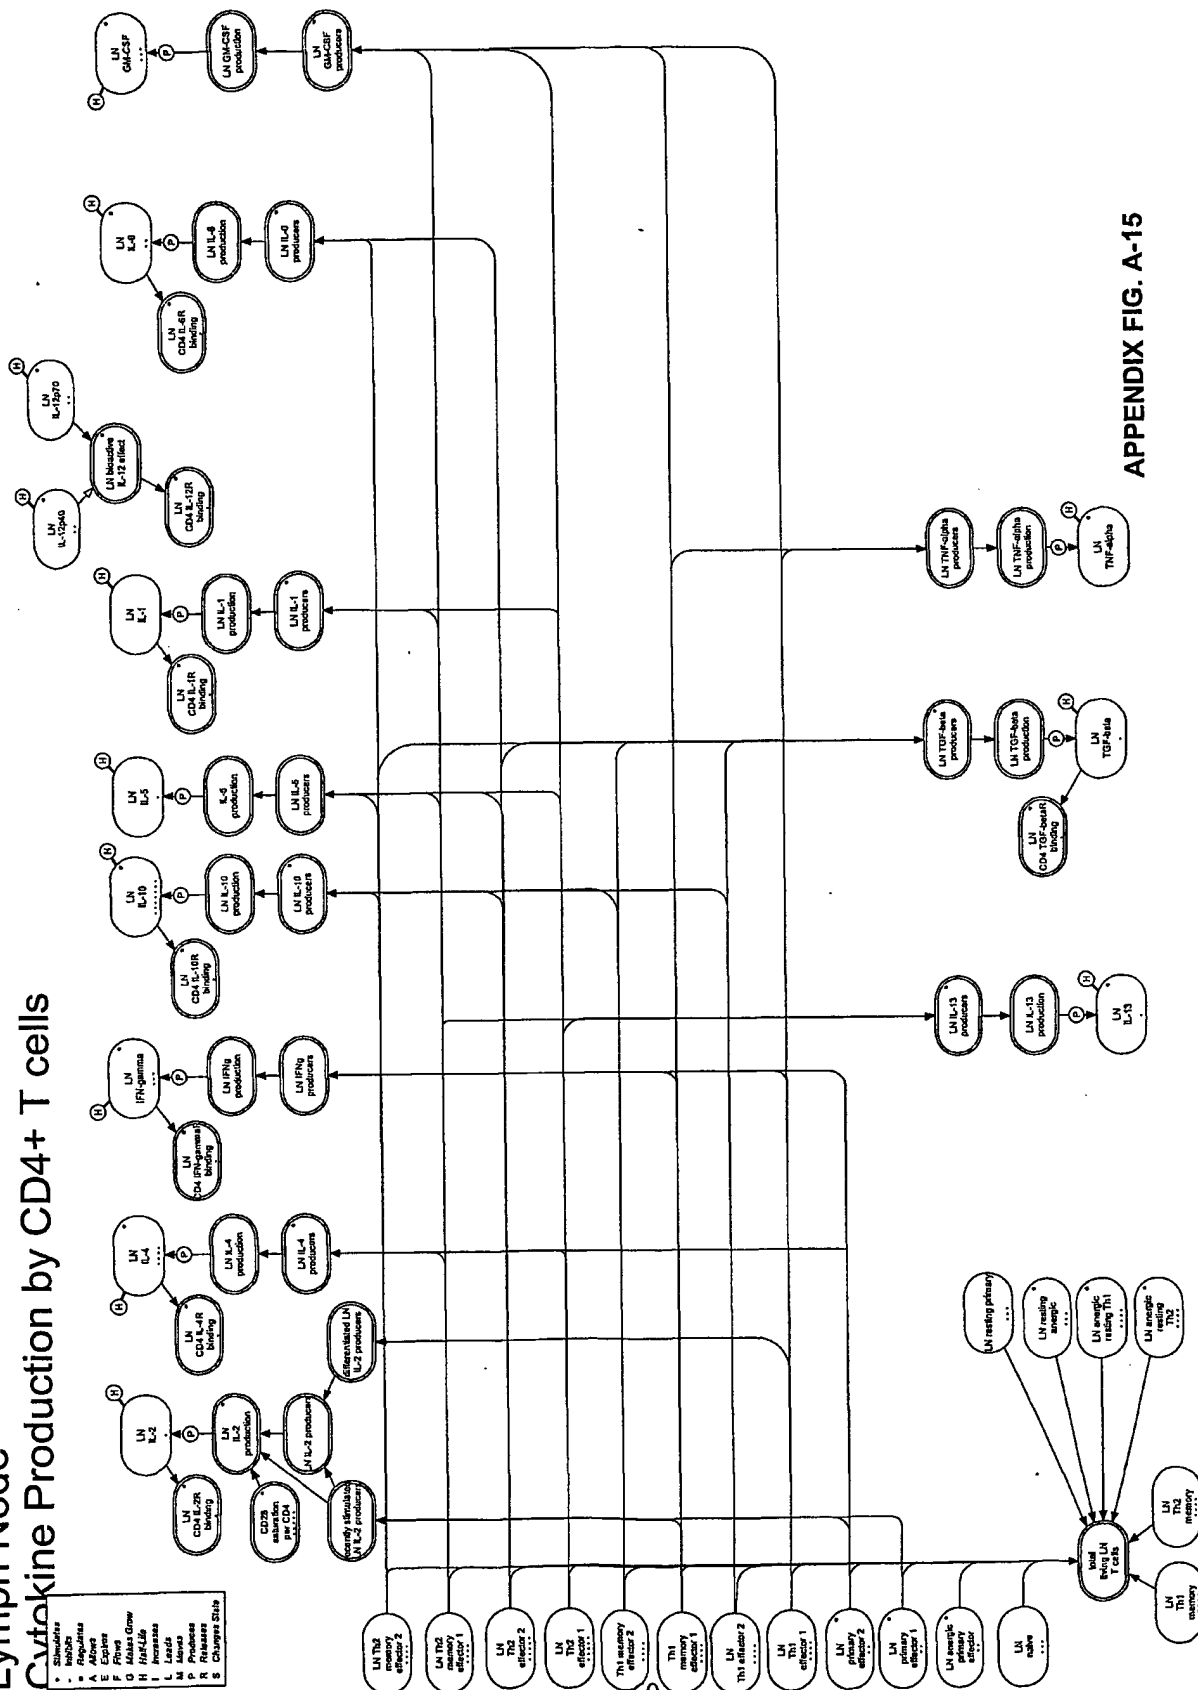 Lymph Node
Cytokine Production by CD4+ T cells
+ Stimulates
- Inhibits
= Regulates
A Allows
E Expires
F Flows
G Makes Grow
H Half-Life
I Increases
L Leads
M Moves
P Produces
R Releases
S Changes State
H
LN
IL-2
P
LN
CD4 IL-2R
binding
LN
IL-2
production
CD28
saturation
per CD4
LN IL-2 producers
recently stimulated
LN IL-2 producers
differentiated LN
IL-2 producers
H
LN
IL-4
P
LN
CD4 IL-4R
binding
LN IL-4
production
LN IL-4
producers
H
LN
IFN-gamma
P
LN
CD4 IFN-gamma
binding
LN IFNg
production
LN IFNg
producers
H
LN
IL-10
P
LN
CD4 IL-10R
binding
LN IL-10
production
LN IL-10
producers
H
LN
IL-5
P
IL-5
production
LN IL-5
producers
H
LN
IL-1
P
LN
CD4 IL-1R
binding
LN IL-1
production
LN IL-1
producers
H
LN
IL-12p40
H
LN
IL-12p70
LN bioactive
IL-12 effect
LN
CD4 IL-12R
binding
H
LN
IL-6
P
LN
CD4 IL-6R
binding
LN IL-6
production
LN IL-6
producers
H
LN
GM-CSF
P
LN GM-CSF
production
LN
GM-CSF
producers
LN Th2
memory
effector 2
LN Th2
memory
effector 1
LN
Th2
effector 2
LN
Th2
effector 1
Th1 memory
effector 2
Th1
memory
effector 1
LN
Th1 effector 2
LN
Th1
effector 1
LN
primary
effector 2
LN
primary
effector 1
LN anergic
primary
effector
LN
naive
LN IL-13
producers
LN IL-13
production
P
H
LN
IL-13
LN TGF-beta
producers
LN TGF-beta
production
P
H
LN
CD4 TGF-betaR
binding
LN
TGF-beta
LN TNF-alpha
producers
LN TNF-alpha
production
P
H
LN
TNF-alpha
LN resting primary
LN resting
anergic
LN anergic
resting Th1
LN anergic
resting
Th2
total
living LN
T cells
LN
Th1
memory
LN
Th2
memory
APPENDIX FIG. A-15